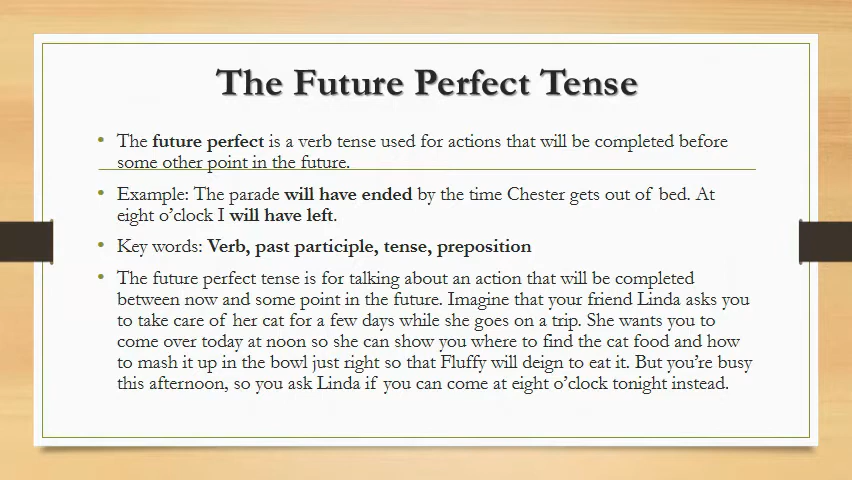 The Future Perfect Tense
• The future perfect is a verb tense used for actions that will be completed before
some other point in the future.
• Example: The parade will have ended by the time Chester gets out of bed. At
eight o’clock I will have left.
• Key words: Verb, past participle, tense, preposition
• The future perfect tense is for talking about an action that will be completed
between now and some point in the future. Imagine that your friend Linda asks you
to take care of her cat for a few days while she goes on a trip. She wants you to
come over today at noon so she can show you where to find the cat food and how
to mash it up in the bowl just right so that Fluffy will deign to eat it. But you’re busy
this afternoon, so you ask Linda if you can come at eight o’clock tonight instead.